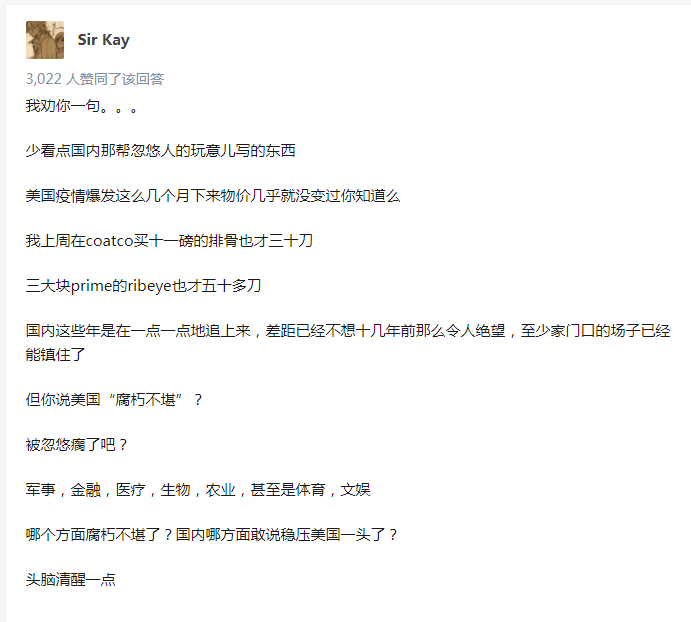 Sir Kay
3,022 人赞同了该回答
我劝你一句。。。
少看点国内那帮忽悠人的玩意儿写的东西
美国疫情爆发这么几个月下来物价几乎就没变过你知道么
我上周在coatco买十一磅的排骨也才三十刀
三大块prime的ribeye也才五十多刀
国内这些年是在一点一点地追上来，差距已经不想十几年前那么令人绝望，至少家门口的场子已经
能镇住了
但你说美国“腐朽不堪”？
被忽悠瘸了吧？
军事，金融，医疗，生物，农业，甚至是体育，文娱
哪个方面腐朽不堪了？国内哪方面敢说稳压美国一头了？
头脑清醒一点